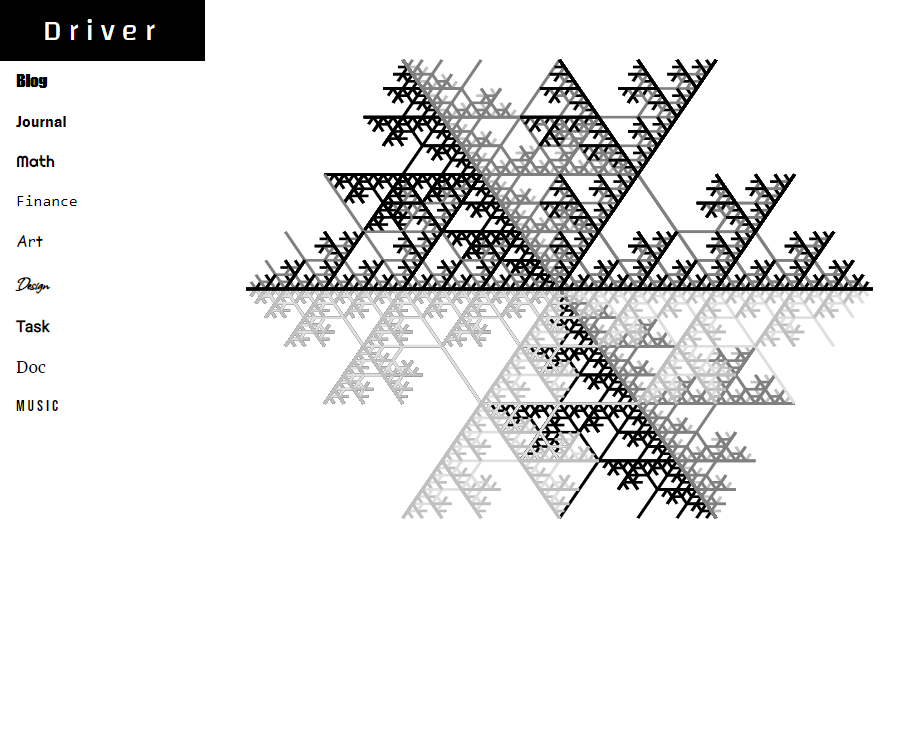 Driver
Blog
Journal
Math
Finance
Art
Design
Task
Doc
MUSIC